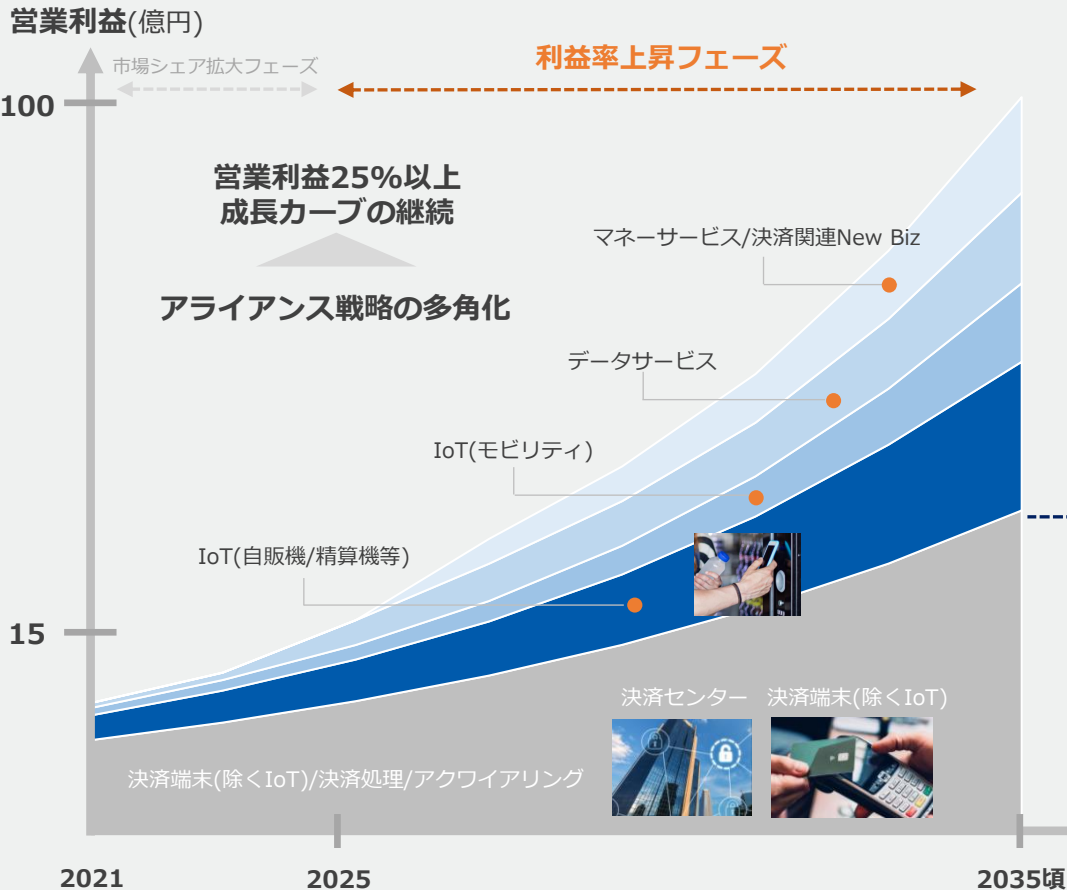 営業利益(億円)
市場シェア拡大フェーズ
利益率上昇フェーズ
100
営業利益25%以上
成長カーブの継続
マネーサービス/決済関連New Biz
アライアンス戦略の多角化
データサービス
IoT(モビリティ)
IoT(自販機/精算機等)
15
決済センター
決済端末(除くIoT)
決済端末(除くIoT)/決済処理/アクワイアリング
2021
2025
2035頃